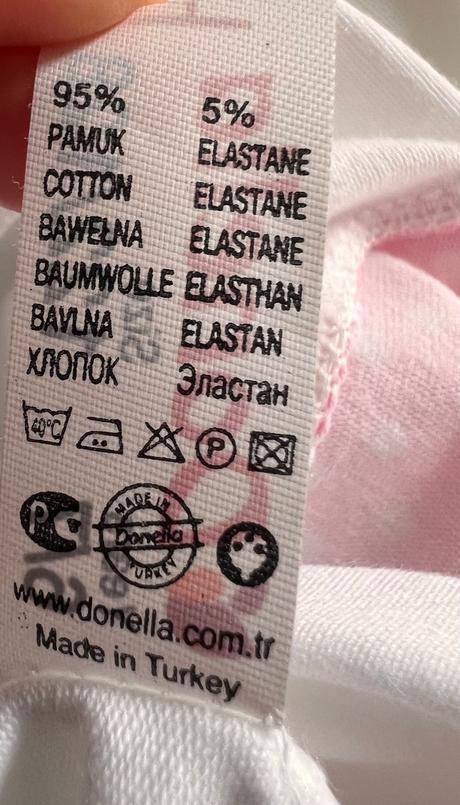 95% 5%
PAMUK ELASTANE
COTTON ELASTANE
BAWEŁNA ELASTANE
BAUMWOLLE ELASTHAN
BAVLNA ELASTAN
ХЛОПОК Эластан
40°C P
MADE IN
Donella
TURKEY
www.donella.com.tr
Made in Turkey